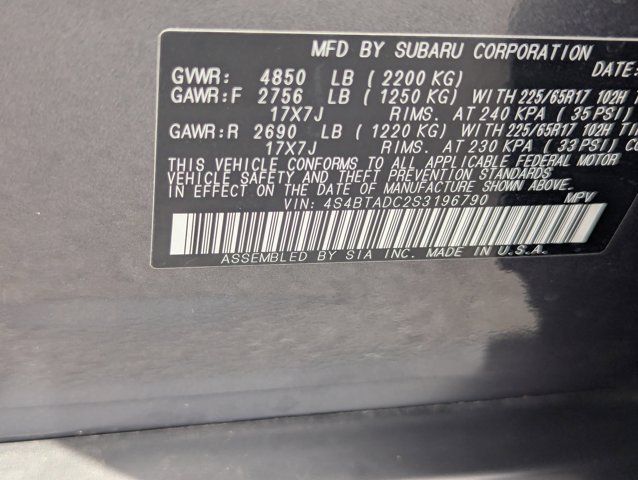 MFD BY SUBARU CORPORATION
DATE:
GVWR: 4850 LB ( 2200 KG)
GAWR:F 2756 LB ( 1250 KG) WITH 225/65R17 102H TI
17X7J RIMS. AT 240 KPA ( 35 PSI)
GAWR:R 2690 LB ( 1220 KG) WITH 225/65R17 102H TI
17X7J RIMS. AT 230 KPA ( 33 PSI) CO
THIS VEHICLE CONFORMS TO ALL APPLICABLE FEDERAL MOTOR
VEHICLE SAFETY AND THEFT PREVENTION STANDARDS
IN EFFECT ON THE DATE OF MANUFACTURE SHOWN ABOVE.
VIN: 4S4BTADC2S3196790 MPV
ASSEMBLED BY SIA INC. MADE IN U.S.A.